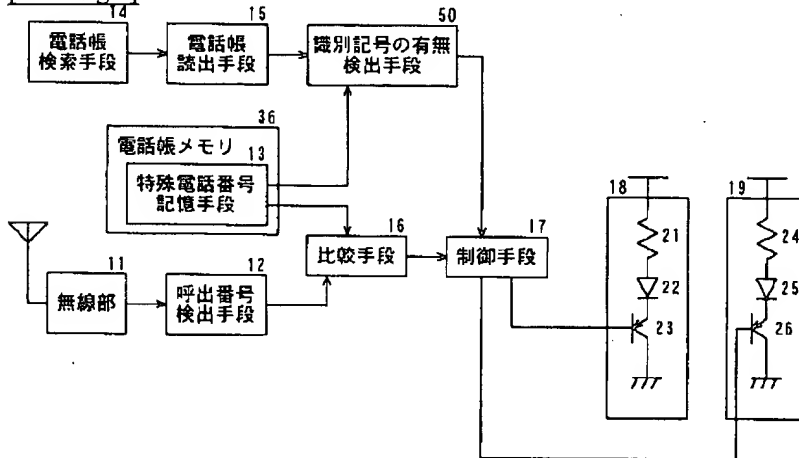 14
電話帳
検索手段
15
電話帳
読出手段
50
識別記号の有無
検出手段
36
電話帳メモリ
13
特殊電話番号
記憶手段
11
無線部
12
呼出番号
検出手段
16
比較手段
17
制御手段
18
21
22
23
19
24
25
26